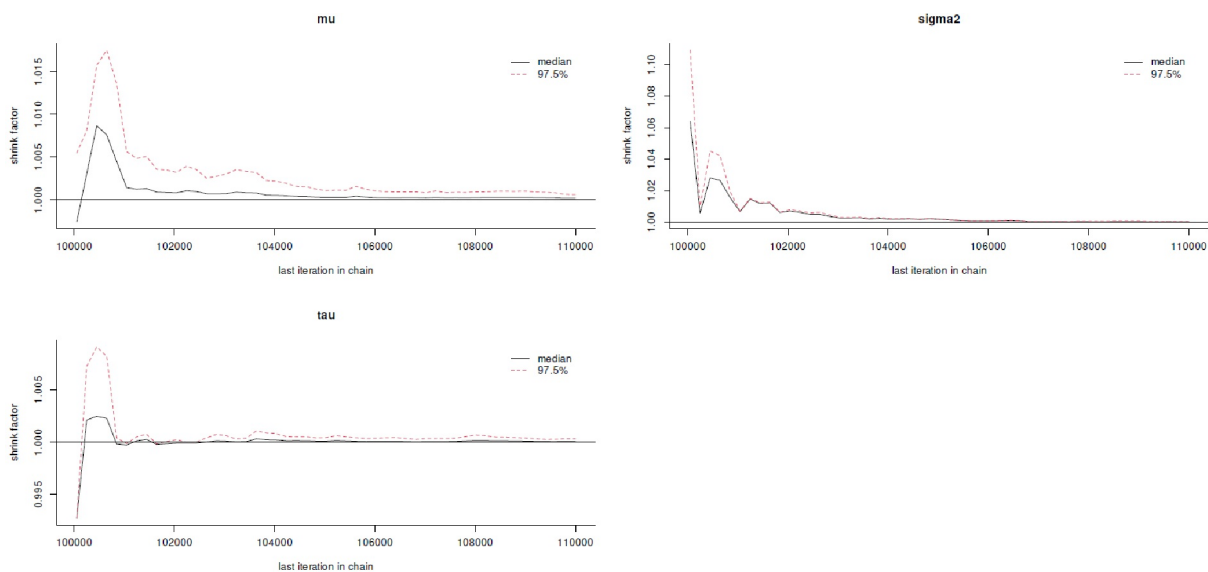 mu
shrink factor
1.015
1.010
1.005
1.000
median
97.5%
100000 102000 104000 106000 108000 110000
last iteration in chain
sigma2
shrink factor
1.10
1.08
1.06
1.04
1.02
1.00
median
97.5%
100000 102000 104000 106000 108000 110000
last iteration in chain
tau
shrink factor
1.005
1.000
0.995
median
97.5%
100000 102000 104000 106000 108000 110000
last iteration in chain